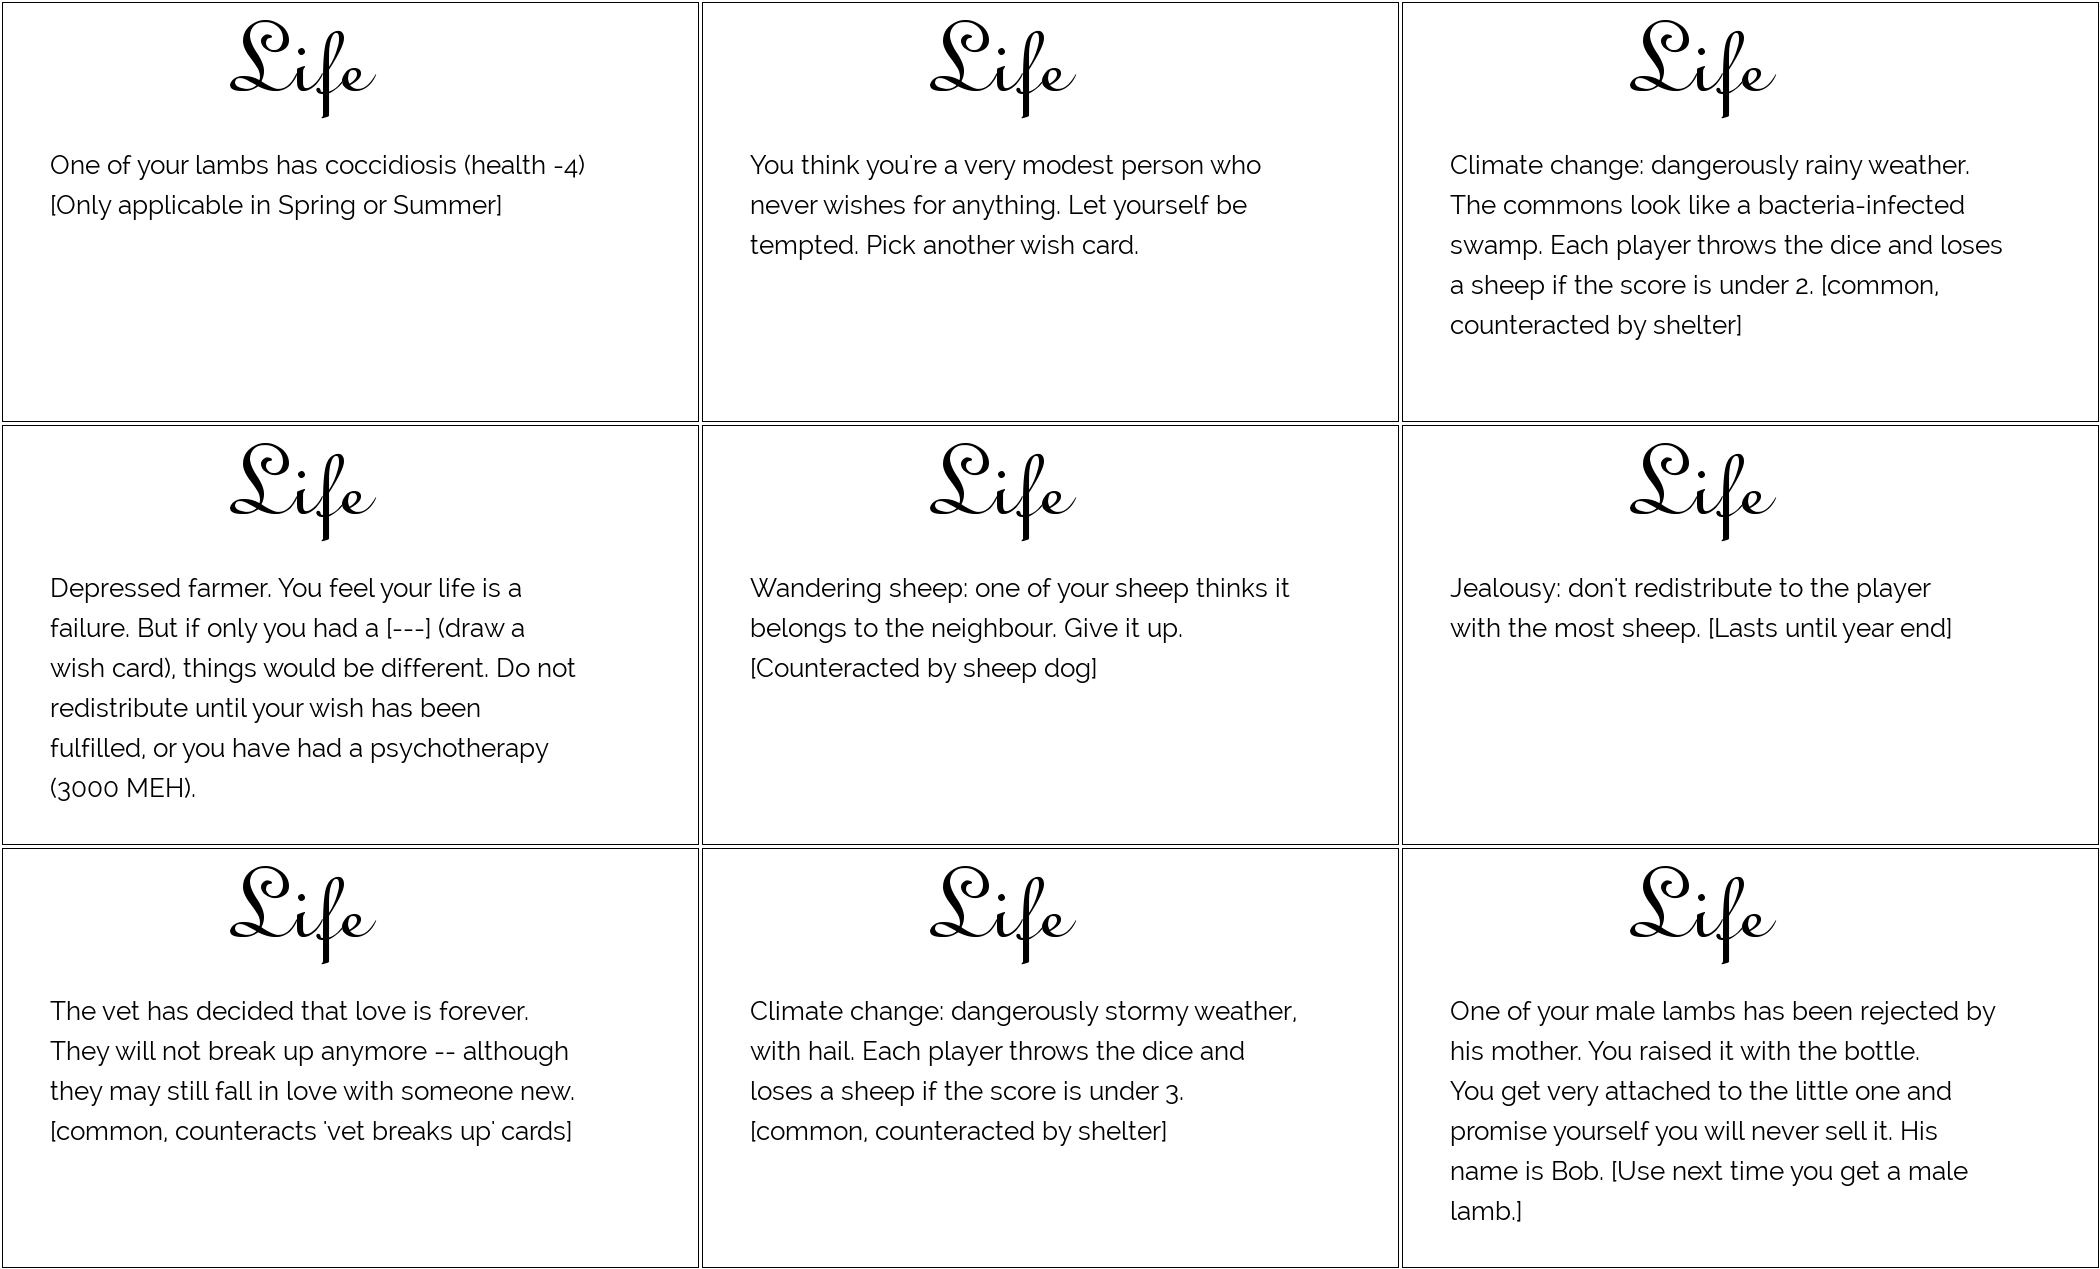 Life
One of your lambs has coccidiosis (health -4)
[Only applicable in Spring or Summer]
Life
You think you're a very modest person who
never wishes for anything. Let yourself be
tempted. Pick another wish card.
Life
Climate change: dangerously rainy weather.
The commons look like a bacteria-infected
swamp. Each player throws the dice and loses
a sheep if the score is under 2. [common,
counteracted by shelter]
Life
Depressed farmer. You feel your life is a
failure. But if only you had a [---] (draw a
wish card), things would be different. Do not
redistribute until your wish has been
fulfilled, or you have had a psychotherapy
(3000 MEH).
Life
Wandering sheep: one of your sheep thinks it
belongs to the neighbour. Give it up.
[Counteracted by sheep dog]
Life
Jealousy: don't redistribute to the player
with the most sheep. [Lasts until year end]
Life
The vet has decided that love is forever.
They will not break up anymore -- although
they may still fall in love with someone new.
[common, counteracts 'vet breaks up' cards]
Life
Climate change: dangerously stormy weather,
with hail. Each player throws the dice and
loses a sheep if the score is under 3.
[common, counteracted by shelter]
Life
One of your male lambs has been rejected by
his mother. You raised it with the bottle.
You get very attached to the little one and
promise yourself you will never sell it. His
name is Bob. [Use next time you get a male
lamb.]